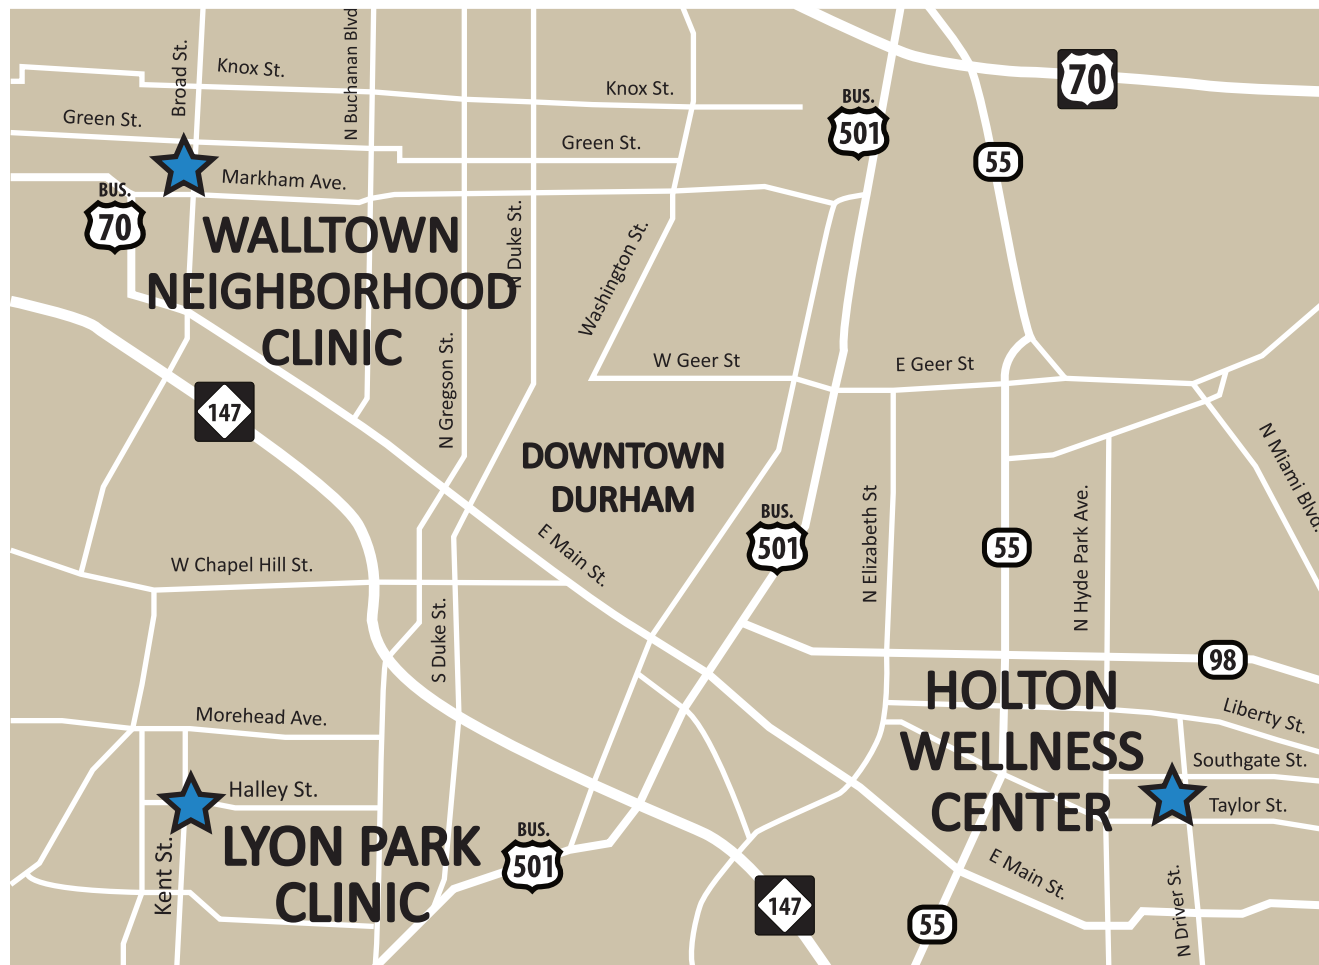 Broad St.
Knox St.
N Buchanan Blvd
Knox St.
BUS.
501
70
Green St.
Green St.
55
Markham Ave.
BUS.
70
WALLTOWN
NEIGHBORHOOD
CLINIC
N Duke St.
Washington St.
N Gregson St.
W Geer St
E Geer St
147
DOWNTOWN
DURHAM
N Miami Blvd.
BUS.
501
E Main St.
N Elizabeth St
55
N Hyde Park Ave.
W Chapel Hill St.
S Duke St.
98
HOLTON
WELLNESS
CENTER
Liberty St.
Southgate St.
Taylor St.
Morehead Ave.
Halley St.
LYON PARK
CLINIC
Kent St.
BUS.
501
147
E Main St.
55
N Driver St.